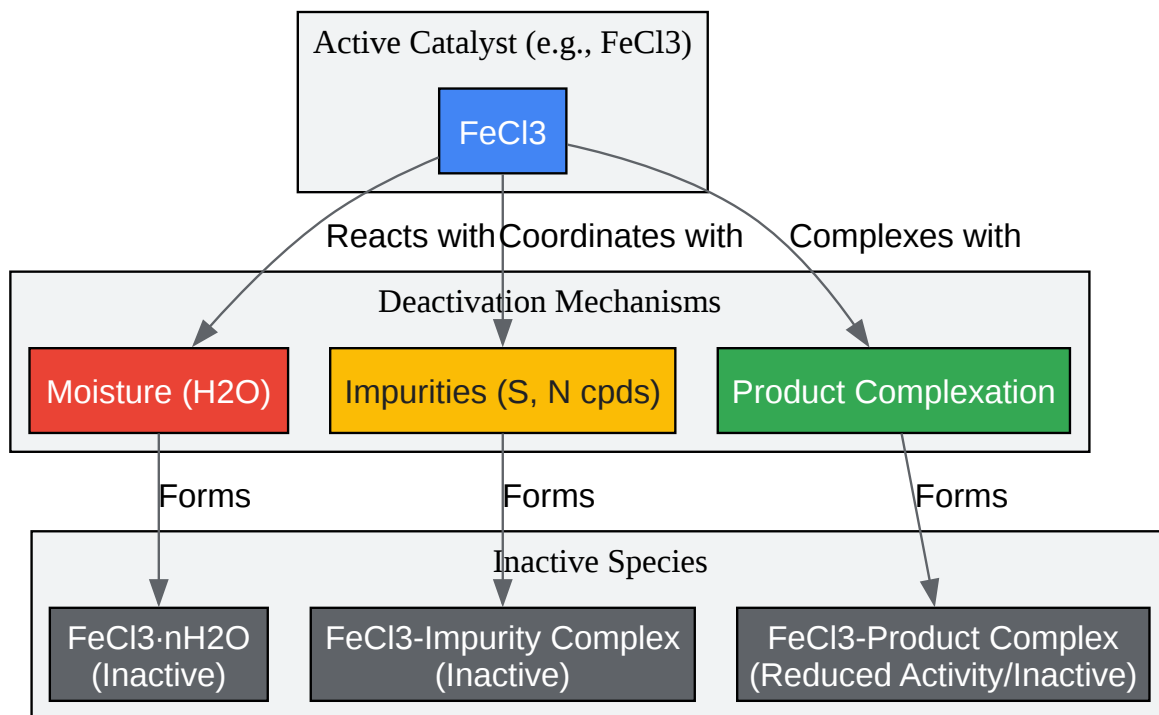 Active Catalyst (e.g., FeCl3)
FeCl3
Reacts with
Coordinates with
Complexes with
Deactivation Mechanisms
Moisture (H2O)
Impurities (S, N cpds)
Product Complexation
Forms
Forms
Forms
Inactive Species
FeCl3·nH2O
(Inactive)
FeCl3-Impurity Complex
(Inactive)
FeCl3-Product Complex
(Reduced Activity/Inactive)